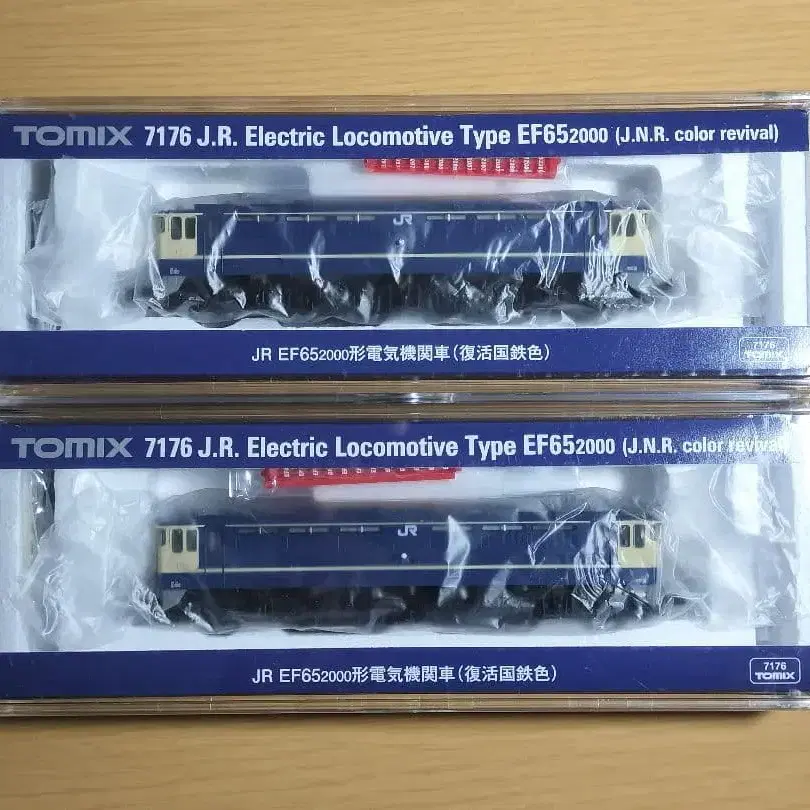 TOMIX 7176 J.R. Electric Locomotive Type EF652000 (J.N.R. color revival)
JR
JR EF652000形電気機関車(復活国鉄色)
7176
TOMIX
TOMIX 7176 J.R. Electric Locomotive Type EF652000 (J.N.R. color revival)
JR
JR EF652000形電気機関車(復活国鉄色)
7176
TOMIX